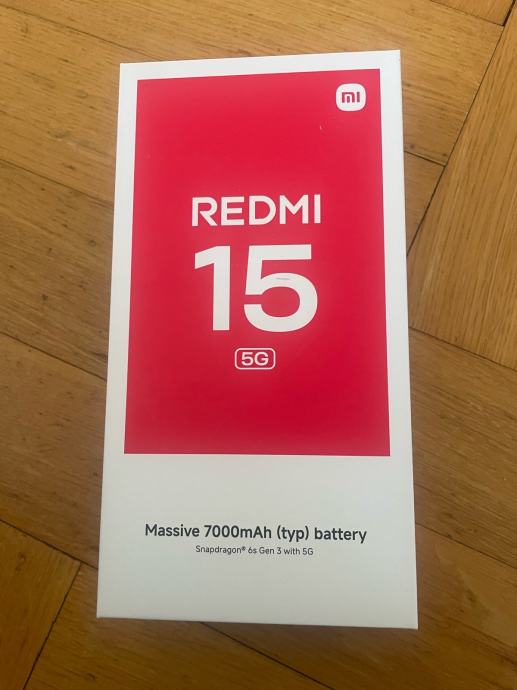 mi
REDMI
15
5G
Massive 7000mAh (typ) battery
Snapdragon® 6s Gen 3 with 5G